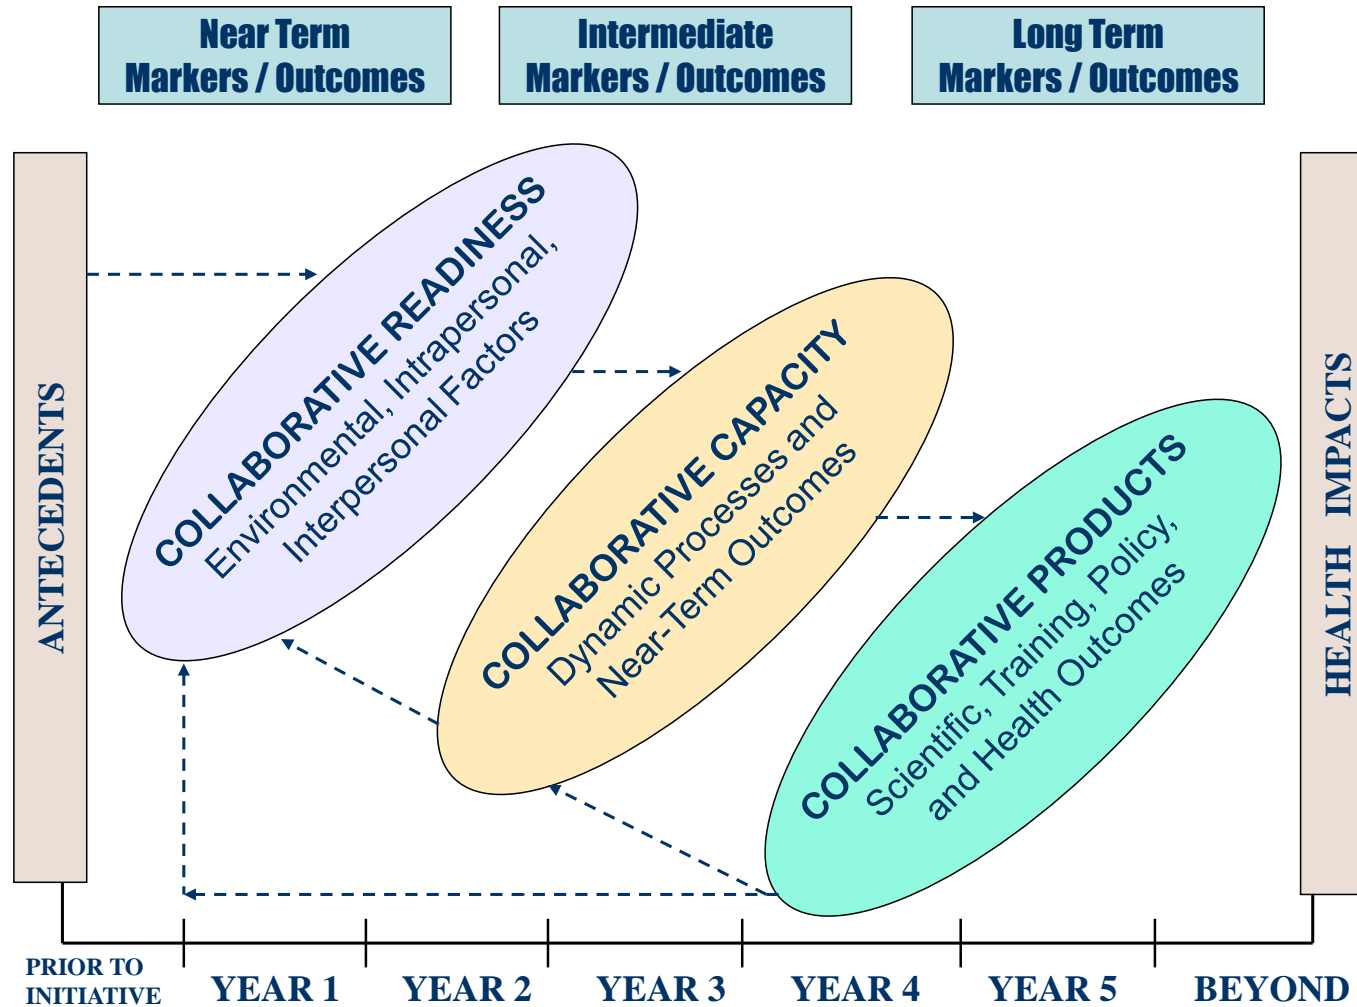 Near Term
Markers / Outcomes
Intermediate
Markers / Outcomes
Long Term
Markers / Outcomes
ANTECEDENTS
COLLABORATIVE READINESS
Environmental, Intrapersonal,
Interpersonal Factors
COLLABORATIVE CAPACITY
Dynamic Processes and
Near-Term Outcomes
COLLABORATIVE PRODUCTS
Scientific, Training, Policy,
and Health Outcomes
HEALTH IMPACTS
PRIOR TO
INITIATIVE
YEAR 1
YEAR 2
YEAR 3
YEAR 4
YEAR 5
BEYOND